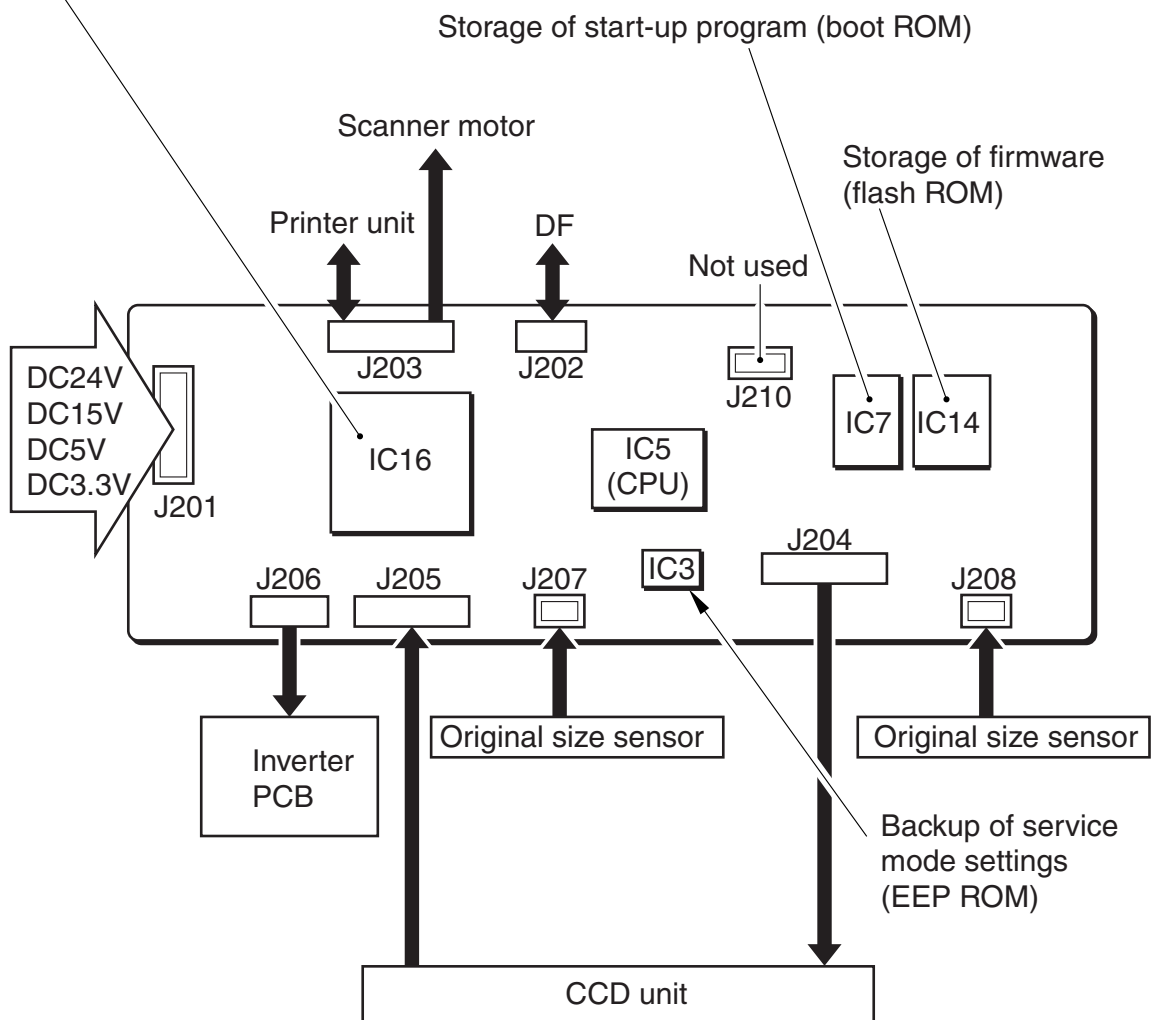 Storage of start-up program (boot ROM)
Scanner motor
Storage of firmware
(flash ROM)
Printer unit
DF
Not used
J203
J202
J210
DC24V
DC15V
DC5V
DC3.3V
J201
IC16
IC5
(CPU)
IC7
IC14
J206
J205
J207
IC3
J204
J208
Original size sensor
Original size sensor
Inverter
PCB
Backup of service
mode settings
(EEP ROM)
CCD unit